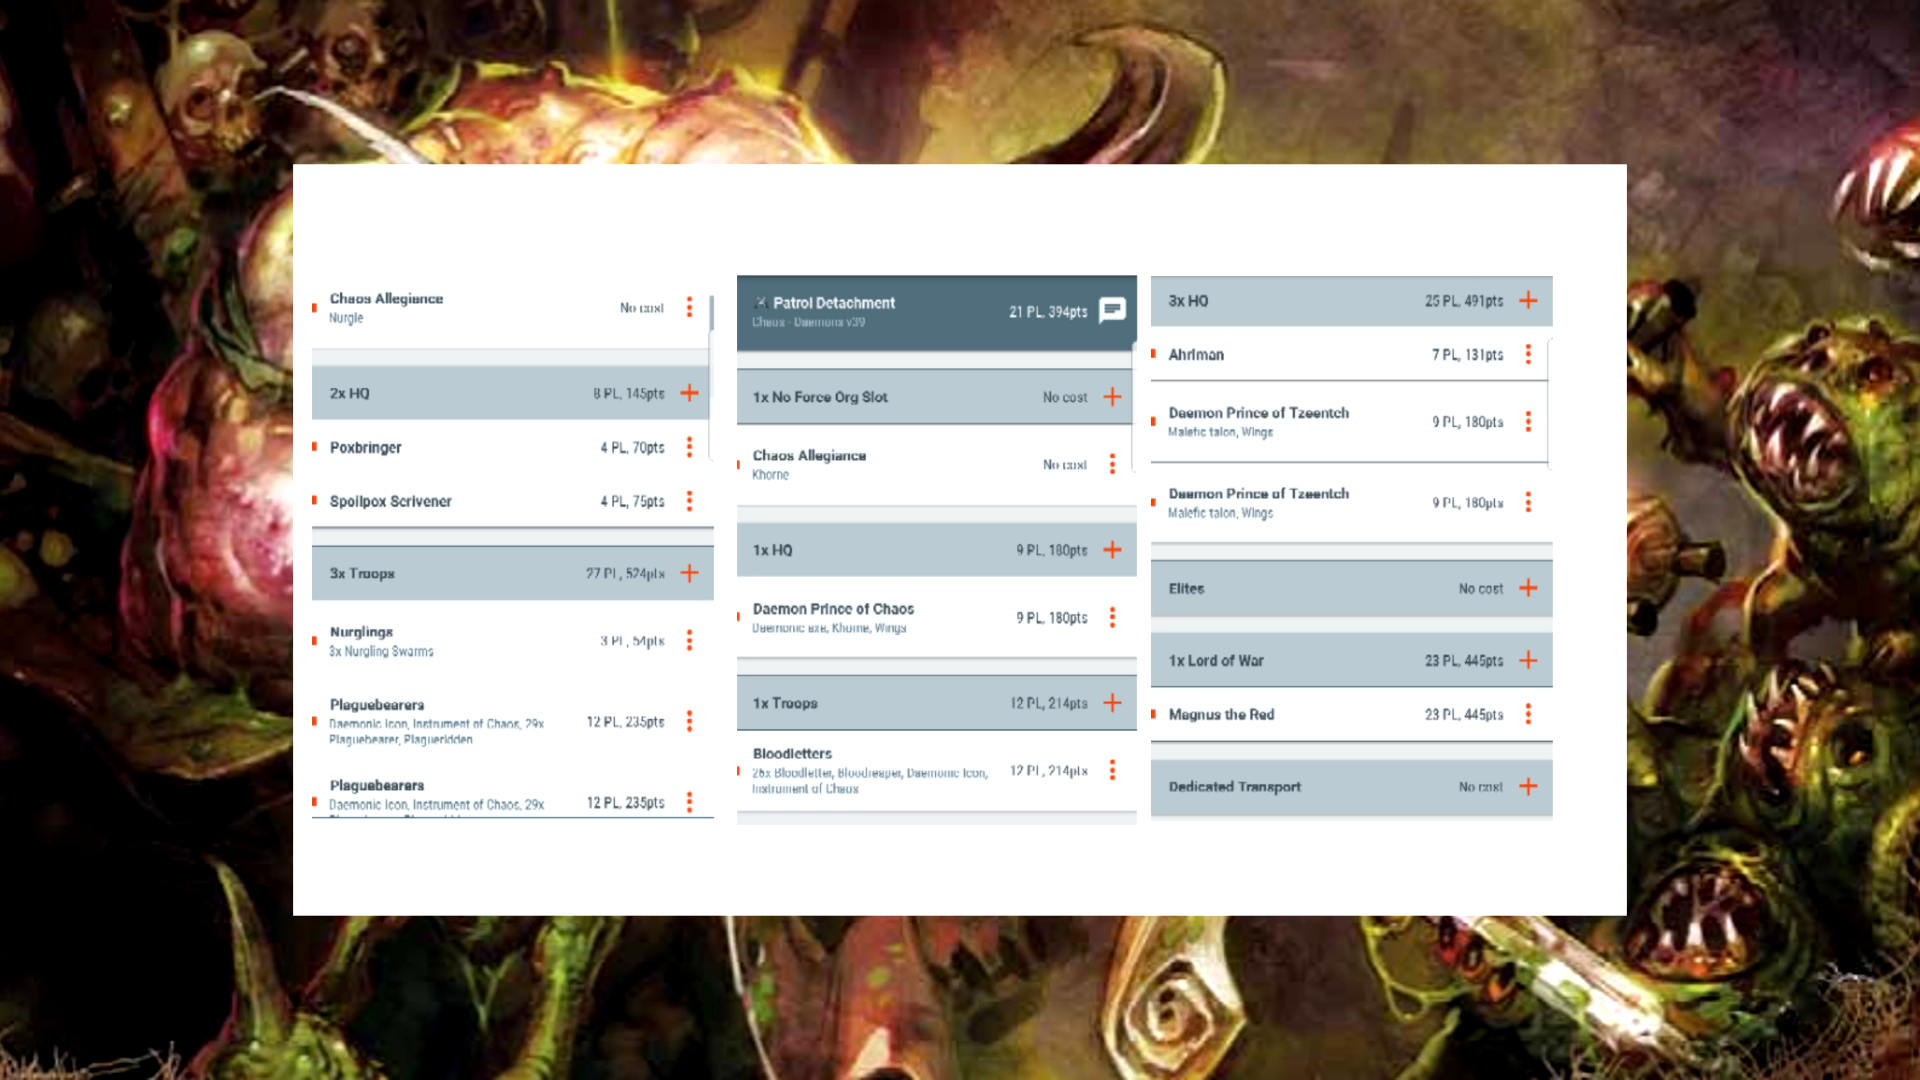 Chaos Allegiance
Nurgle
No cost
2x HQ
8 PL, 145pts
Poxbringer
4 PL, 70pts
Spoilpox Scrivener
4 PL, 75pts
3x Troops
27 PL, 524pts
Nurglings
3x Nurgling Swarms
3 PL, 54pts
Plaguebearers
Daemonic Icon, Instrument of Chaos, 29x
Plaguebearer, Plagueridden
12 PL, 235pts
Plaguebearers
Daemonic Icon, Instrument of Chaos, 29x
12 PL, 235pts
Patrol Detachment
Chaos - Daemons v39
21 PL, 394pts
1x No Force Org Slot
No cost
Chaos Allegiance
Khorne
No cost
1x HQ
9 PL, 180pts
Daemon Prince of Chaos
Daemonic axe, Khorne, Wings
9 PL, 180pts
1x Troops
12 PL, 214pts
Bloodletters
26x Bloodletter, Bloodreaper, Daemonic Icon,
Instrument of Chaos
12 PL, 214pts
3x HQ
25 PL, 491pts
Ahriman
7 PL, 131pts
Daemon Prince of Tzeentch
Malefic talon, Wings
9 PL, 180pts
Daemon Prince of Tzeentch
Malefic talon, Wings
9 PL, 180pts
Elites
No cost
1x Lord of War
23 PL, 445pts
Magnus the Red
23 PL, 445pts
Dedicated Transport
No cost